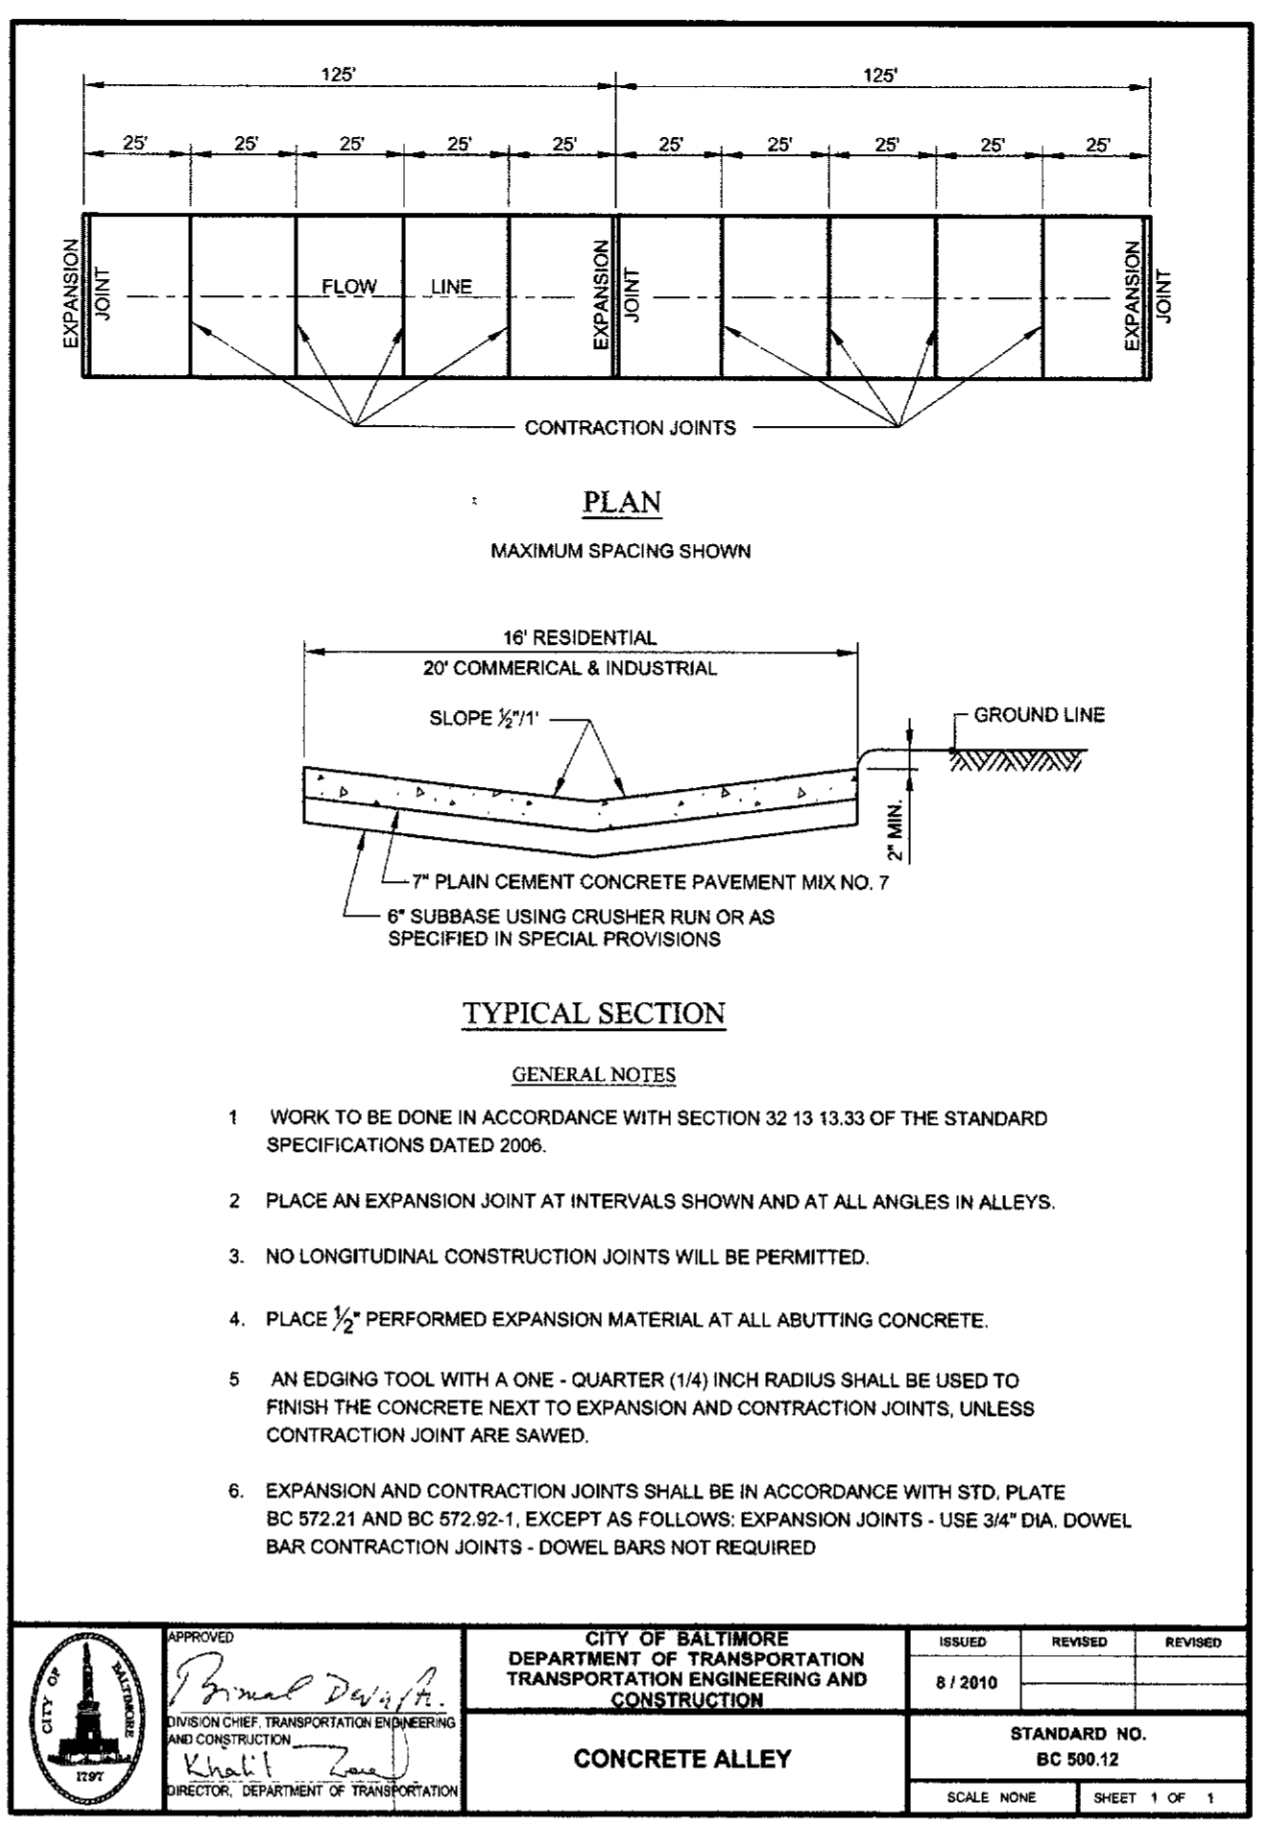 125' 125'
25' 25' 25' 25' 25' 25' 25' 25' 25' 25'
EXPANSION
JOINT
FLOW LINE
EXPANSION
JOINT
EXPANSION
JOINT
CONTRACTION JOINTS
PLAN
MAXIMUM SPACING SHOWN
16' RESIDENTIAL
20' COMMERICAL & INDUSTRIAL
SLOPE ½"/1'
GROUND LINE
2" MIN.
7" PLAIN CEMENT CONCRETE PAVEMENT MIX NO. 7
6" SUBBASE USING CRUSHER RUN OR AS
SPECIFIED IN SPECIAL PROVISIONS
TYPICAL SECTION
GENERAL NOTES
1 WORK TO BE DONE IN ACCORDANCE WITH SECTION 32 13 13.33 OF THE STANDARD
SPECIFICATIONS DATED 2006.
2 PLACE AN EXPANSION JOINT AT INTERVALS SHOWN AND AT ALL ANGLES IN ALLEYS.
3. NO LONGITUDINAL CONSTRUCTION JOINTS WILL BE PERMITTED.
4. PLACE ½" PERFORMED EXPANSION MATERIAL AT ALL ABUTTING CONCRETE.
5 AN EDGING TOOL WITH A ONE - QUARTER (1/4) INCH RADIUS SHALL BE USED TO
FINISH THE CONCRETE NEXT TO EXPANSION AND CONTRACTION JOINTS, UNLESS
CONTRACTION JOINT ARE SAWED.
6. EXPANSION AND CONTRACTION JOINTS SHALL BE IN ACCORDANCE WITH STD. PLATE
BC 572.21 AND BC 572.92-1, EXCEPT AS FOLLOWS: EXPANSION JOINTS - USE 3/4" DIA. DOWEL
BAR CONTRACTION JOINTS - DOWEL BARS NOT REQUIRED
CITY OF BALTIMORE
1797
APPROVED
DIVISION CHIEF, TRANSPORTATION ENGINEERING
AND CONSTRUCTION
Khalil
DIRECTOR, DEPARTMENT OF TRANSPORTATION
CITY OF BALTIMORE
DEPARTMENT OF TRANSPORTATION
TRANSPORTATION ENGINEERING AND
CONSTRUCTION
CONCRETE ALLEY
ISSUED REVISED REVISED
8 / 2010
STANDARD NO.
BC 500.12
SCALE NONE SHEET 1 OF 1